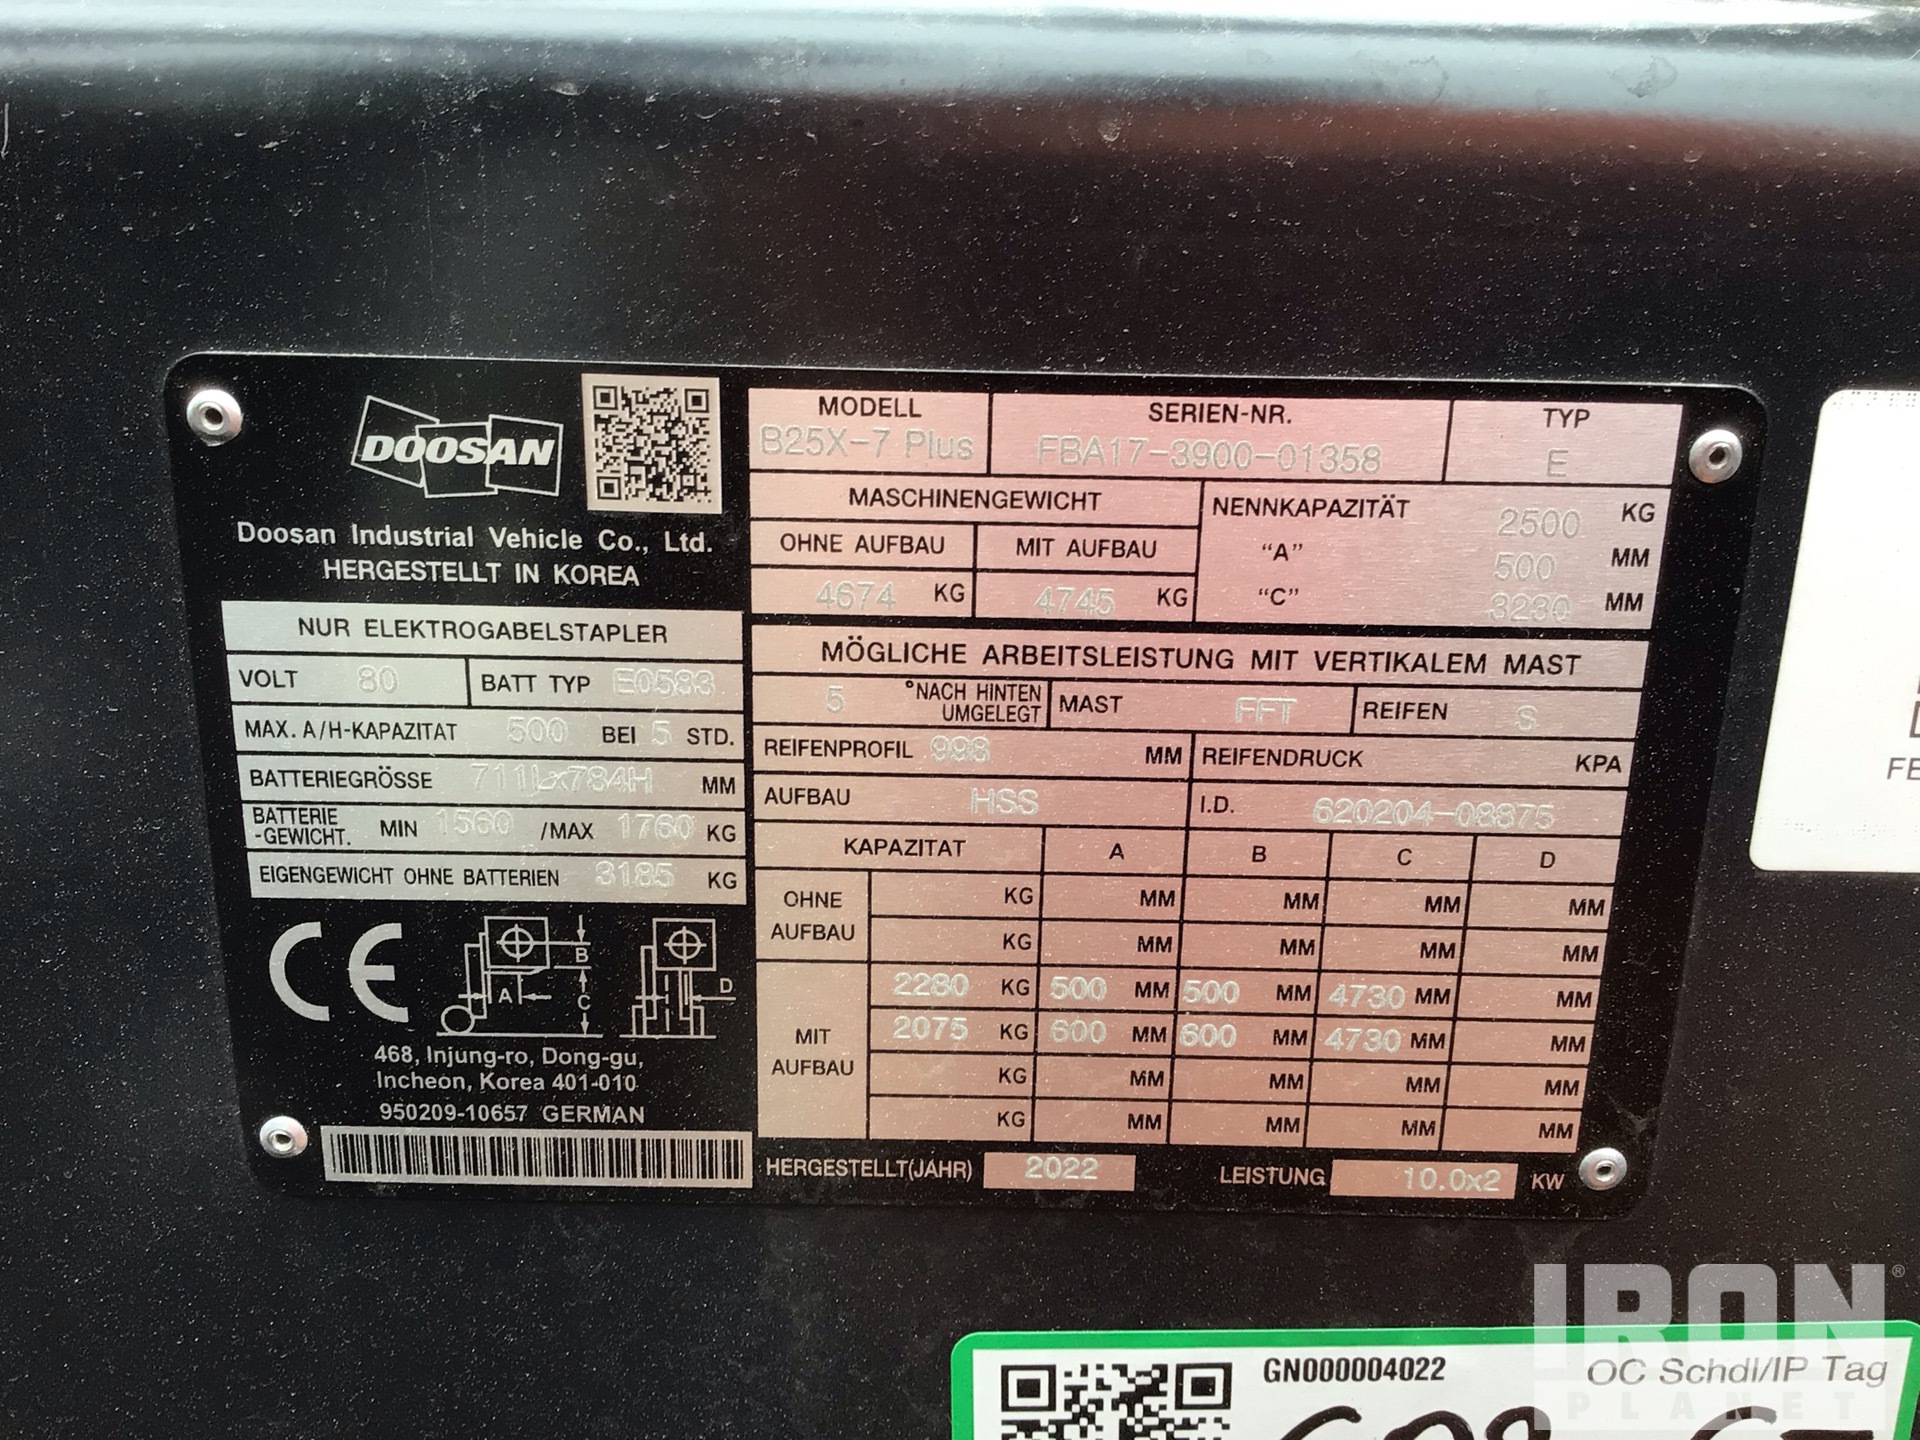 DOOSAN
Doosan Industrial Vehicle Co., Ltd.
HERGESTELLT IN KOREA
NUR ELEKTROGABELSTAPLER
VOLT 80 BATT TYP E0583
MAX. A/H-KAPAZITAT 500 BEI 5 STD.
BATTERIEGRÖSSE 711Lx784H MM
BATTERIE
-GEWICHT. MIN 1560 /MAX 1760 KG
EIGENGEWICHT OHNE BATTERIEN 3185 KG
CE
B
A C D
468, Injung-ro, Dong-gu,
Incheon, Korea 401-010
950209-10657 GERMAN
MODELL SERIEN-NR. TYP
B25X-7 Plus FBA17-3900-01358 E
MASCHINENGEWICHT NENNKAPAZITÄT 2500 KG
OHNE AUFBAU MIT AUFBAU “A” 500 MM
4674 KG 4745 KG “C” 3230 MM
MÖGLICHE ARBEITSLEISTUNG MIT VERTIKALEM MAST
5 °NACH HINTEN UMGELEGT MAST FFT REIFEN S
REIFENPROFIL 998 MM REIFENDRUCK KPA
AUFBAU HSS I.D. 620204-08875
KAPAZITAT A B C D
OHNE AUFBAU KG MM MM MM MM
KG MM MM MM MM
MIT AUFBAU 2280 KG 500 MM 500 MM 4730 MM MM
2075 KG 600 MM 600 MM 4730 MM MM
KG MM MM MM MM
KG MM MM MM MM
HERGESTELLT(JAHR) 2022 LEISTUNG 10.0x2 KW
FE
IRON PLANET ®
GN000004022 OC Schdl/IP Tag